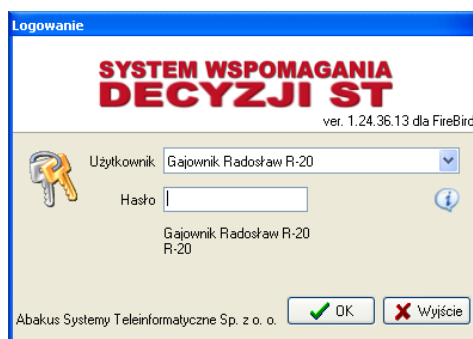 Logowanie
SYSTEM WSPOMAGANIA
DECYZJI ST
ver. 1.24.36.13 dla FireBird
Użytkownik Gajownik Radosław R-20
Hasło
Gajownik Radosław R-20
R-20
Abakus Systemy Teleinformatyczne Sp. z o. o. OK Wyjście